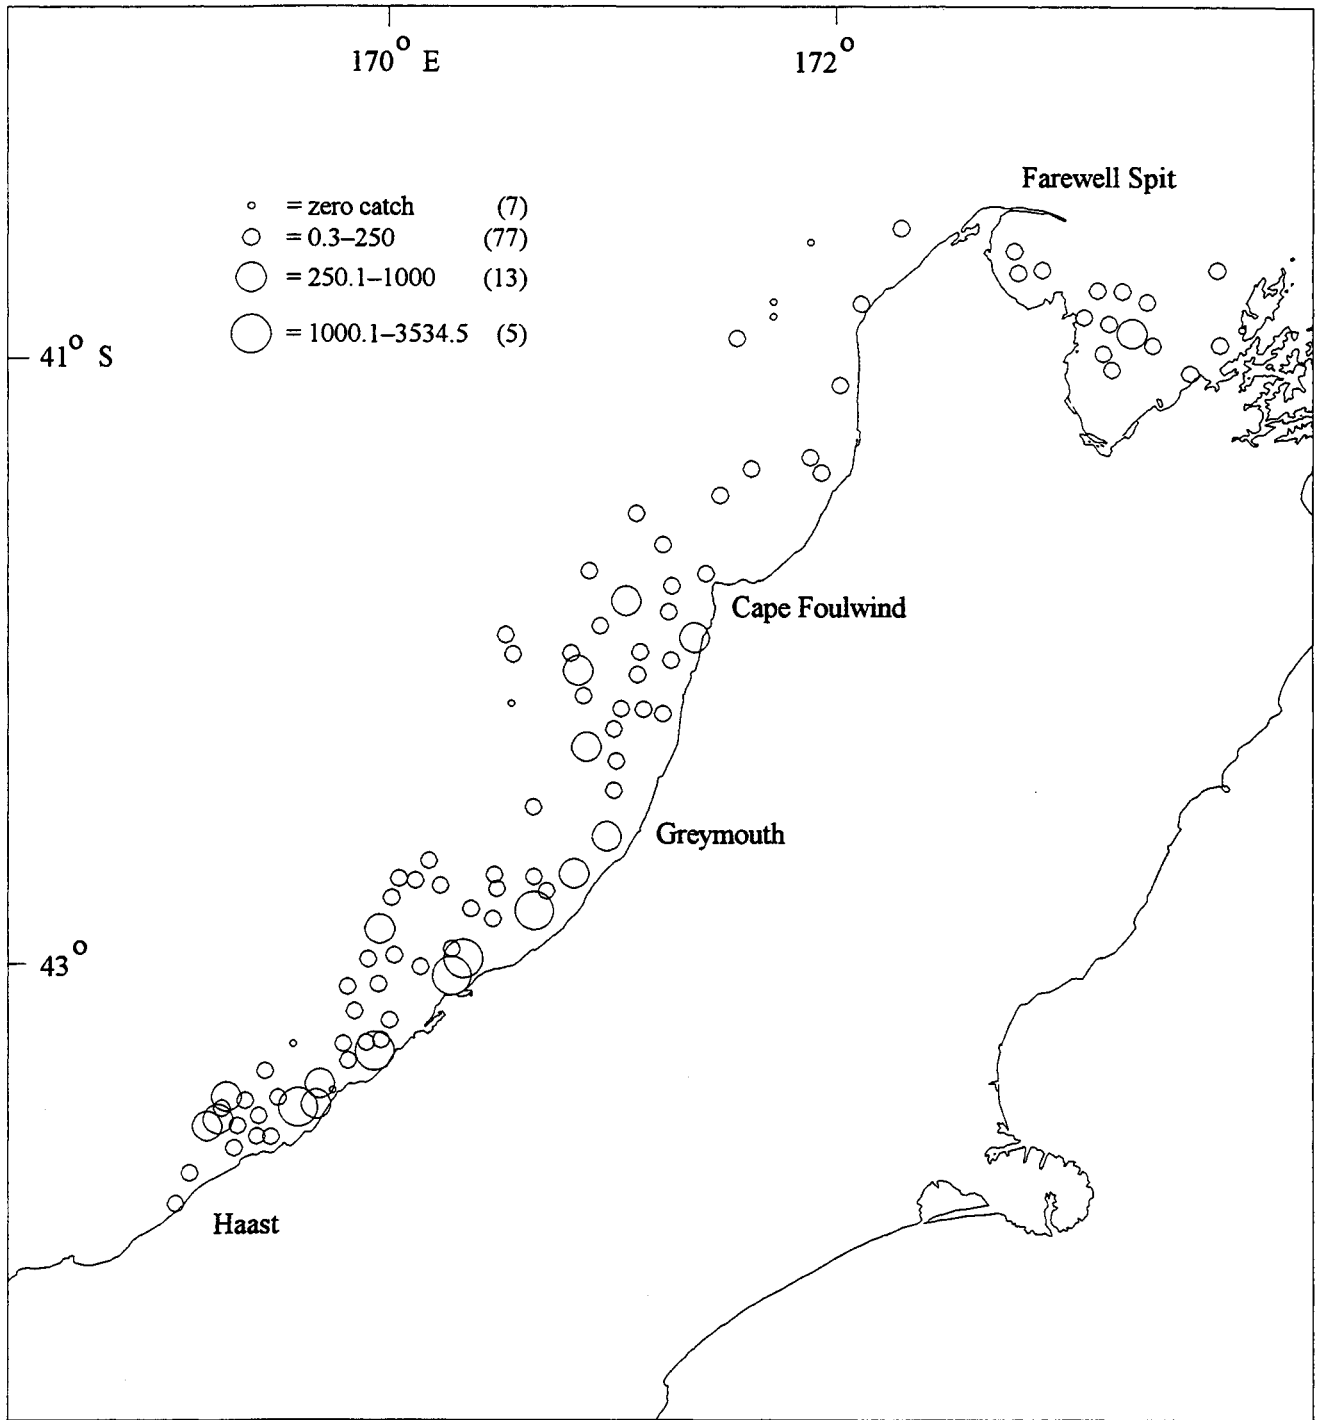 170° E
172°
Farewell Spit
= zero catch (7)
= 0.3–250 (77)
= 250.1–1000 (13)
= 1000.1–3534.5 (5)
41° S
Cape Foulwind
Greymouth
43°
Haast